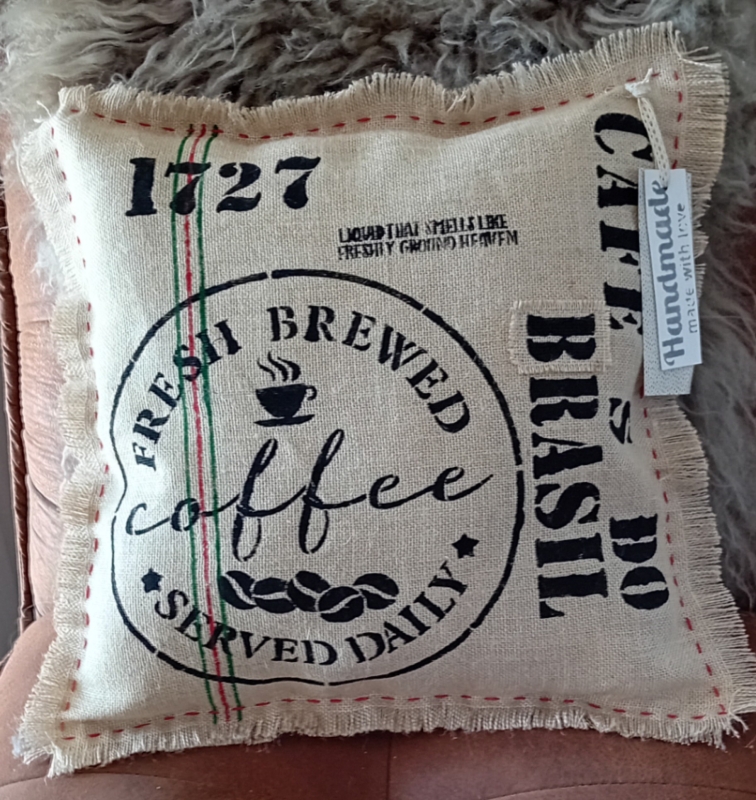 1727
LIQUID THAT SMELLS LIKE
FRESHLY GROUND HEAVEN
FRESH BREWED
coffee
SERVED DAILY
CAFE S DO
BRASIL
Handmade
made with love